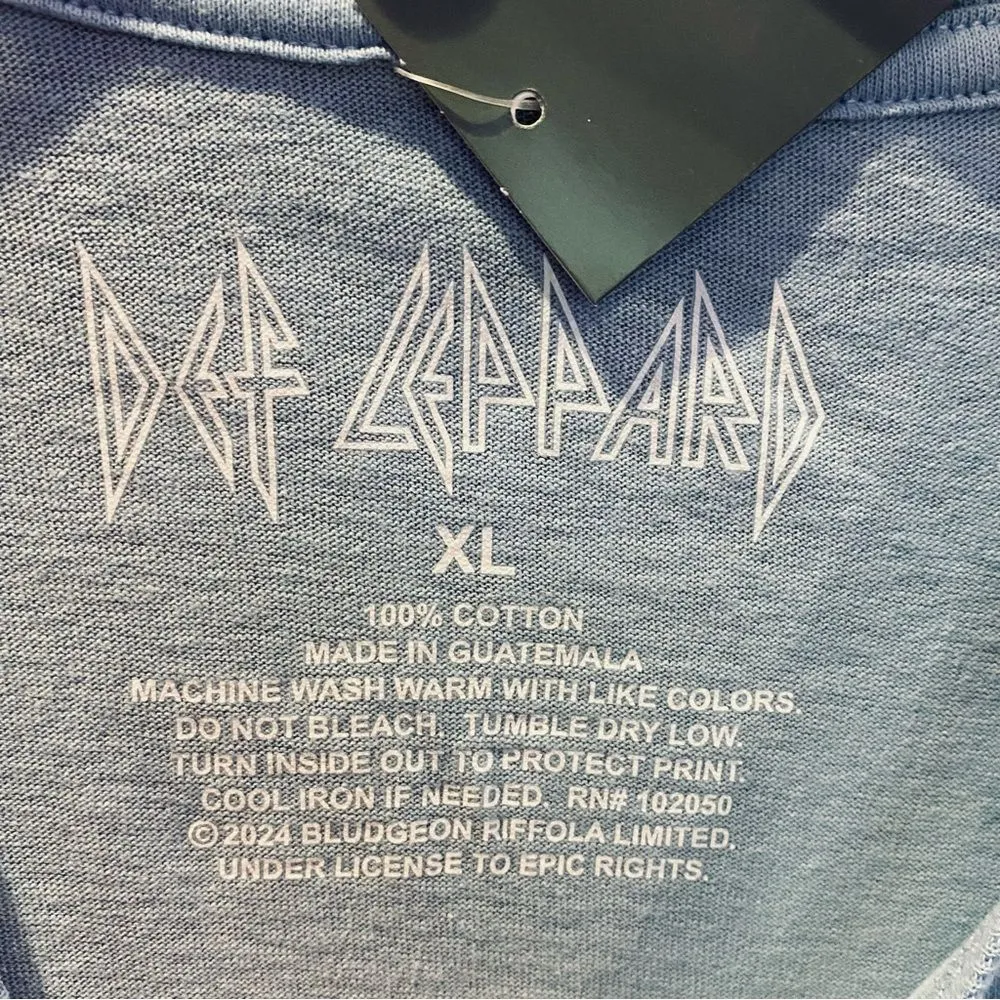 DEF LEPPARD
XL
100% COTTON
MADE IN GUATEMALA
MACHINE WASH WARM WITH LIKE COLORS.
DO NOT BLEACH. TUMBLE DRY LOW.
TURN INSIDE OUT TO PROTECT PRINT.
COOL IRON IF NEEDED. RN# 102050
©2024 BLUDGEON RIFFOLA LIMITED.
UNDER LICENSE TO EPIC RIGHTS.